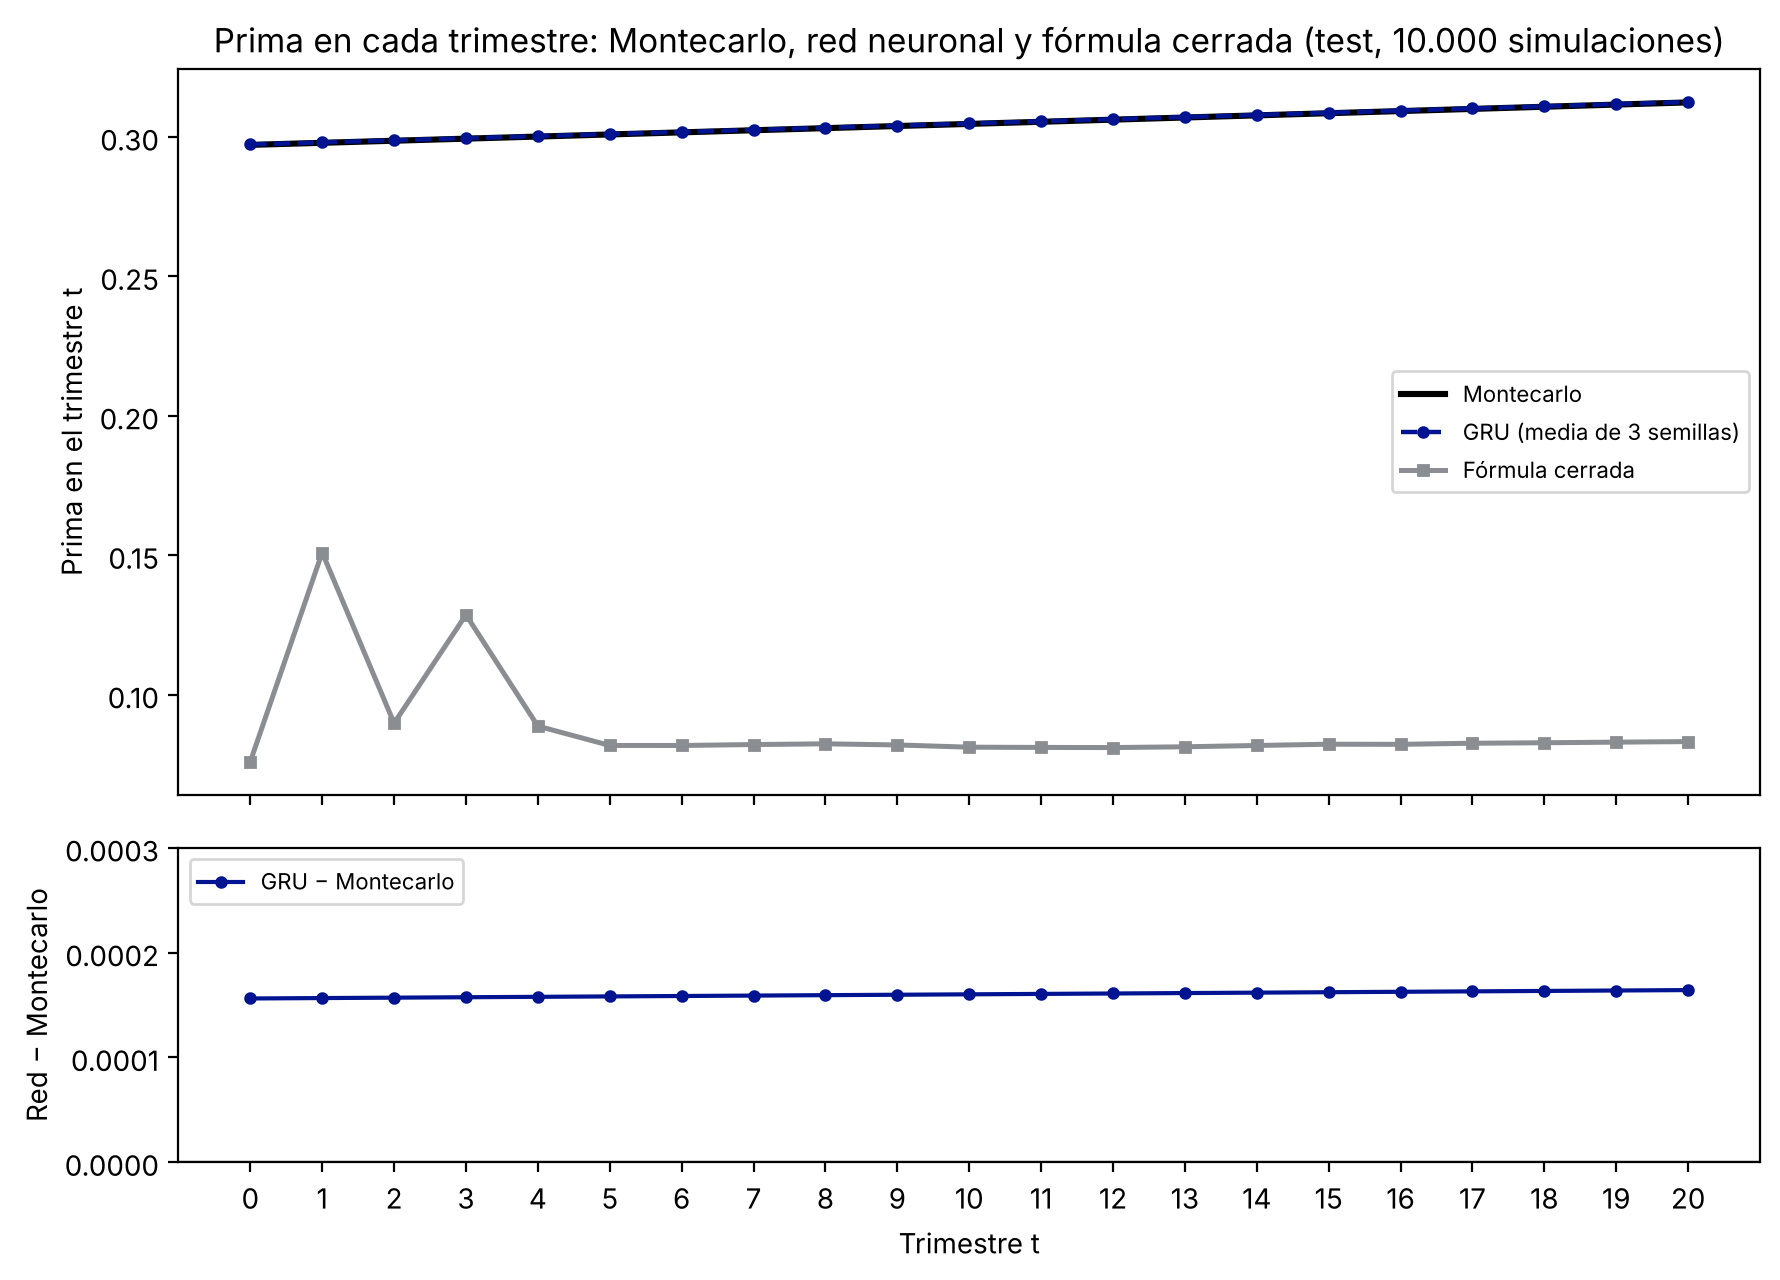 Prima en cada trimestre: Montecarlo, red neuronal y fórmula cerrada (test, 10.000 simulaciones)
Prima en el trimestre t
0.30
0.25
0.20
0.15
0.10
Montecarlo
GRU (media de 3 semillas)
Fórmula cerrada
Red − Montecarlo
0.0003
0.0002
0.0001
0.0000
GRU − Montecarlo
0 1 2 3 4 5 6 7 8 9 10 11 12 13 14 15 16 17 18 19 20
Trimestre t